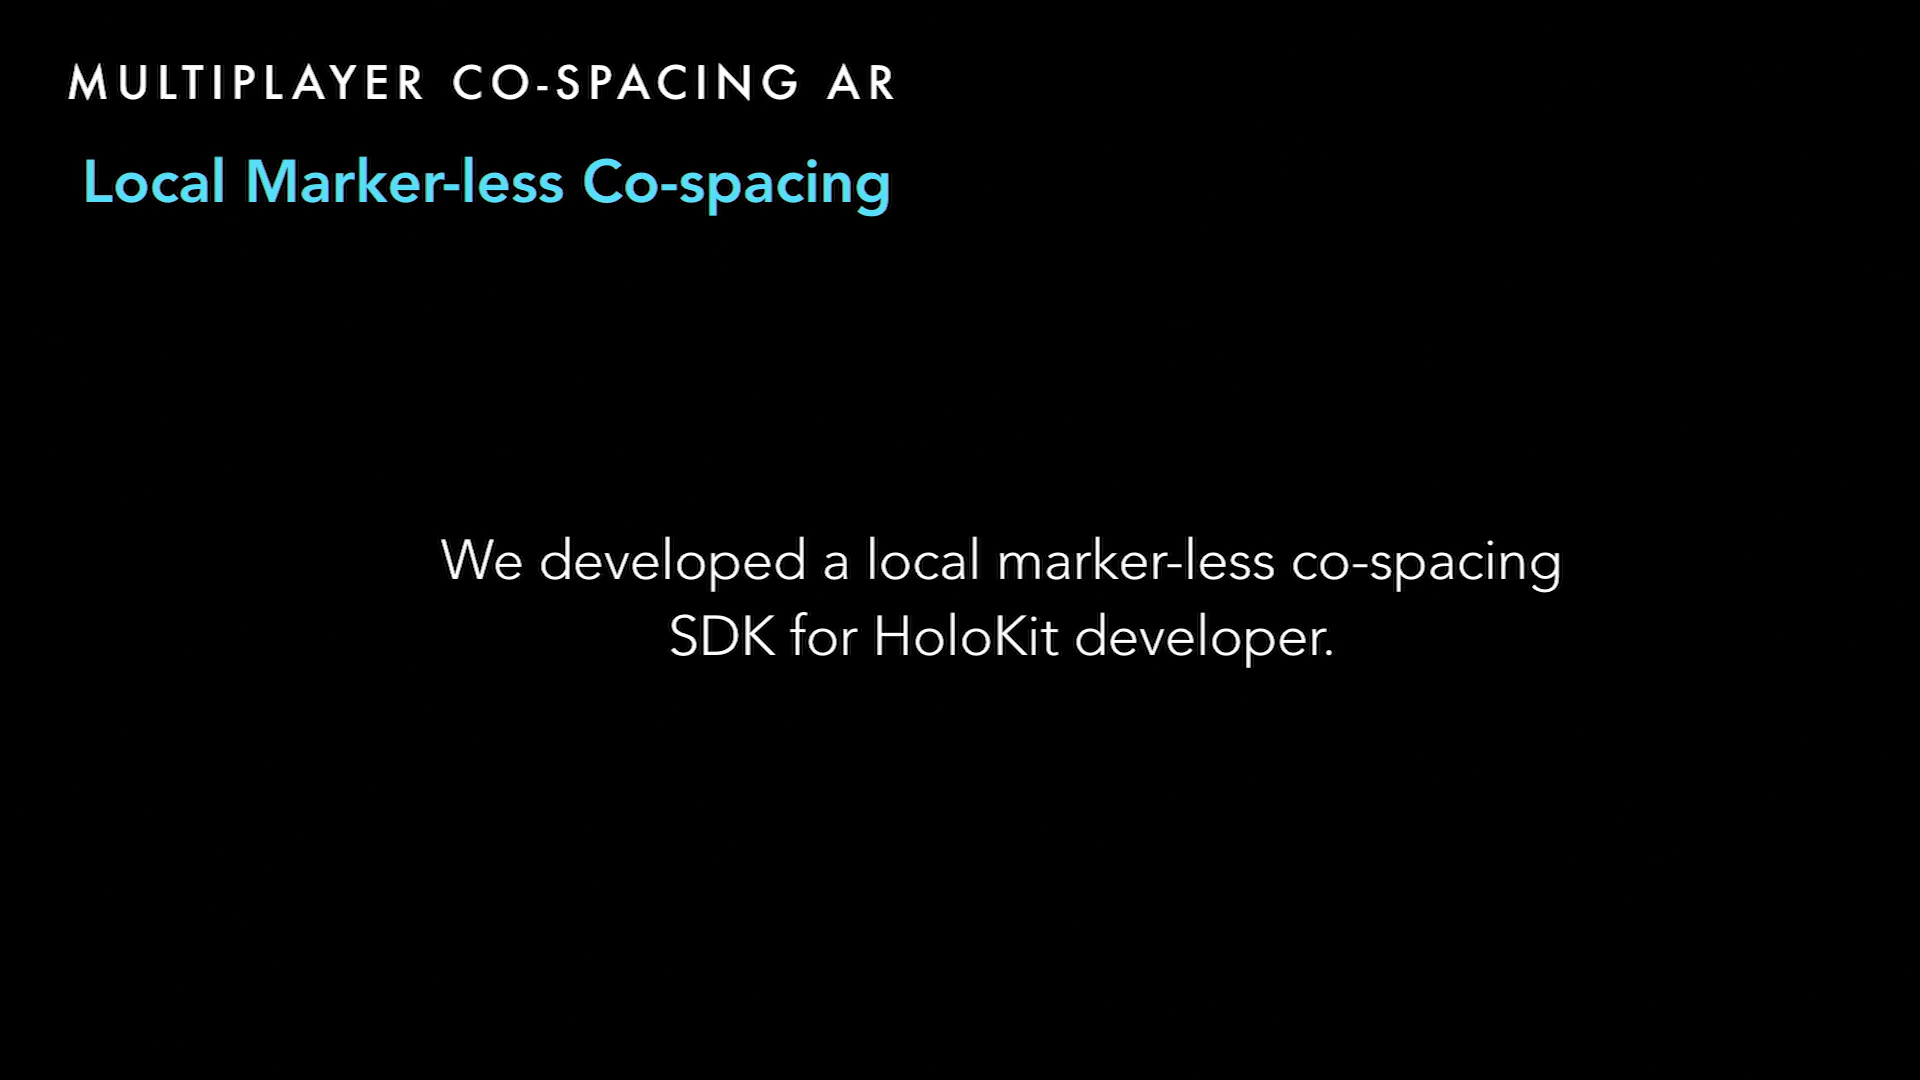 MULTIPLAYER CO-SPACING AR
Local Marker-less Co-spacing
We developed a local marker-less co-spacing
SDK for HoloKit developer.